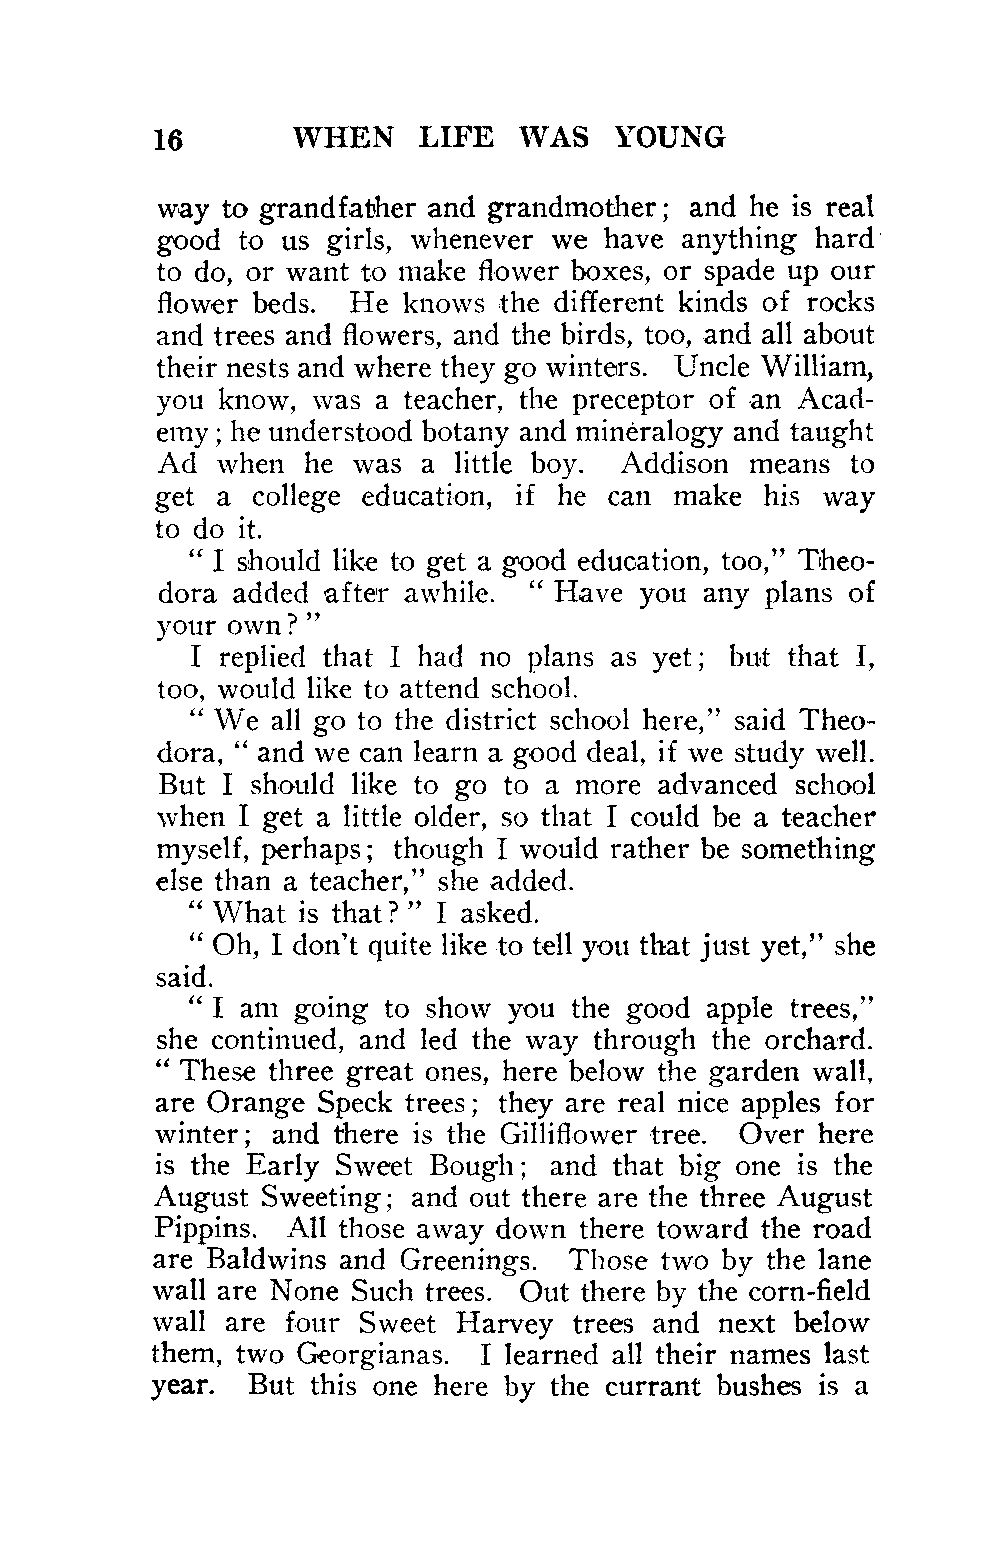 16 WHEN LIFE WAS YOUNG
way to grandfather and grandmother; and he is real
good to us girls, whenever we have anything hard
to do, or want to make flower boxes, or spade up our
flower beds. He knows the different kinds of rocks
and trees and flowers, and the birds, too, and all about
their nests and where they go winters. Uncle William,
you know, was a teacher, the preceptor of an Acad-
emy; he understood botany and mineralogy and taught
Ad when he was a little boy. Addison means to
get a college education, if he can make his way
to do it.
“ I should like to get a good education, too,” Theo-
dora added after awhile. “ Have you any plans of
your own? ”
I replied that I had no plans as yet; but that I,
too, would like to attend school.
“ We all go to the district school here,” said Theo-
dora, “ and we can learn a good deal, if we study well.
But I should like to go to a more advanced school
when I get a little older, so that I could be a teacher
myself, perhaps; though I would rather be something
else than a teacher,” she added.
“ What is that? ” I asked.
“ Oh, I don’t quite like to tell you that just yet,” she
said.
“ I am going to show you the good apple trees,”
she continued, and led the way through the orchard.
“ These three great ones, here below the garden wall,
are Orange Speck trees; they are real nice apples for
winter; and there is the Gilliflower tree. Over here
is the Early Sweet Bough; and that big one is the
August Sweeting; and out there are the three August
Pippins. All those away down there toward the road
are Baldwins and Greenings. Those two by the lane
wall are None Such trees. Out there by the corn-field
wall are four Sweet Harvey trees and next below
them, two Georgianas. I learned all their names last
year. But this one here by the currant bushes is a